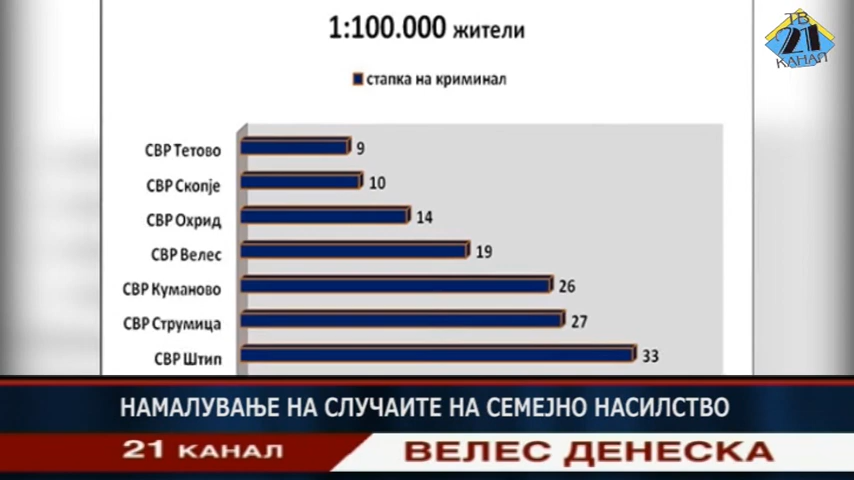 1:100.000 жители
ТВ
21
КАНАЛ
стапка на криминал
СВР Тетово 9
СВР Скопје 10
СВР Охрид 14
СВР Велес 19
СВР Куманово 26
СВР Струмица 27
СВР Штип 33
НАМАЛУВАЊЕ НА СЛУЧАИТЕ НА СЕМЕЈНО НАСИЛСТВО
21 КАНАЛ
ВЕЛЕС ДЕНЕСКА